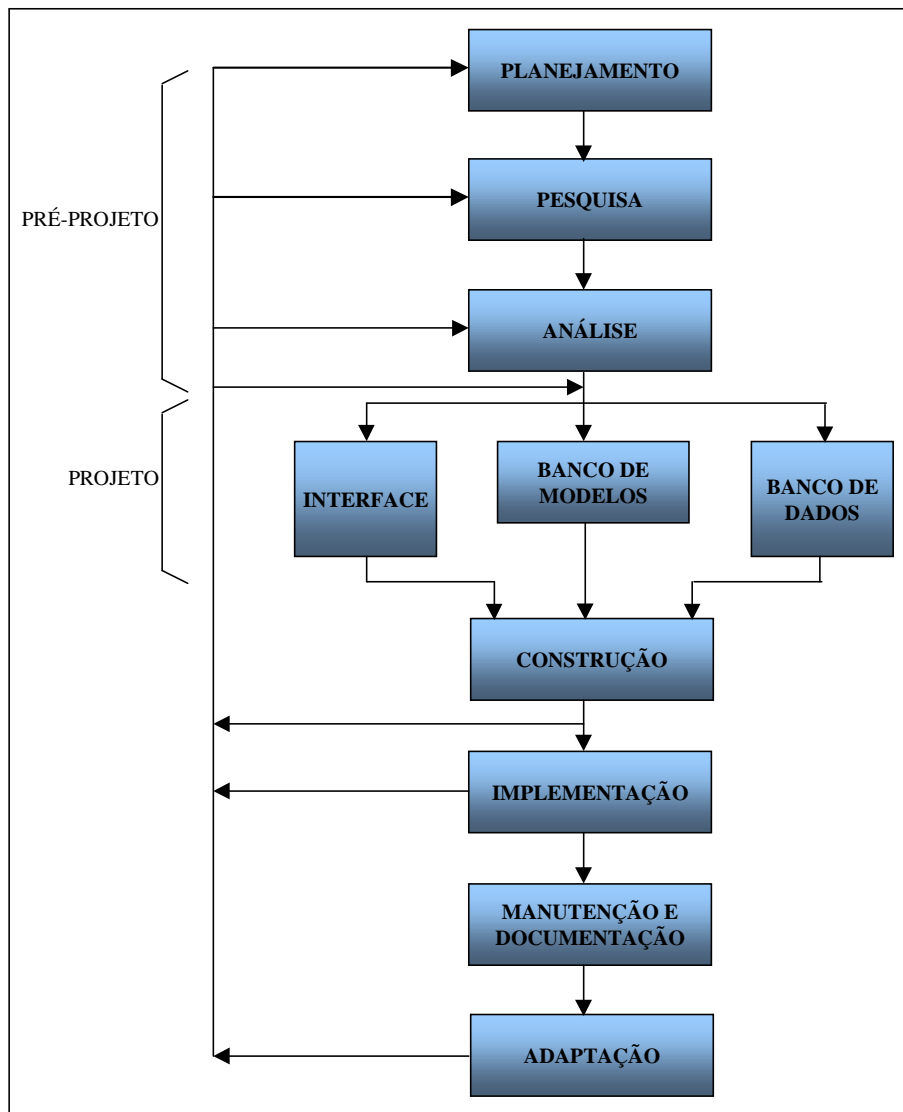 PLANEJAMENTO
PESQUISA
PRÉ-PROJETO
ANÁLISE
PROJETO
INTERFACE
BANCO DE
MODELOS
BANCO DE
DADOS
CONSTRUÇÃO
IMPLEMENTAÇÃO
MANUTENÇÃO E
DOCUMENTAÇÃO
ADAPTAÇÃO